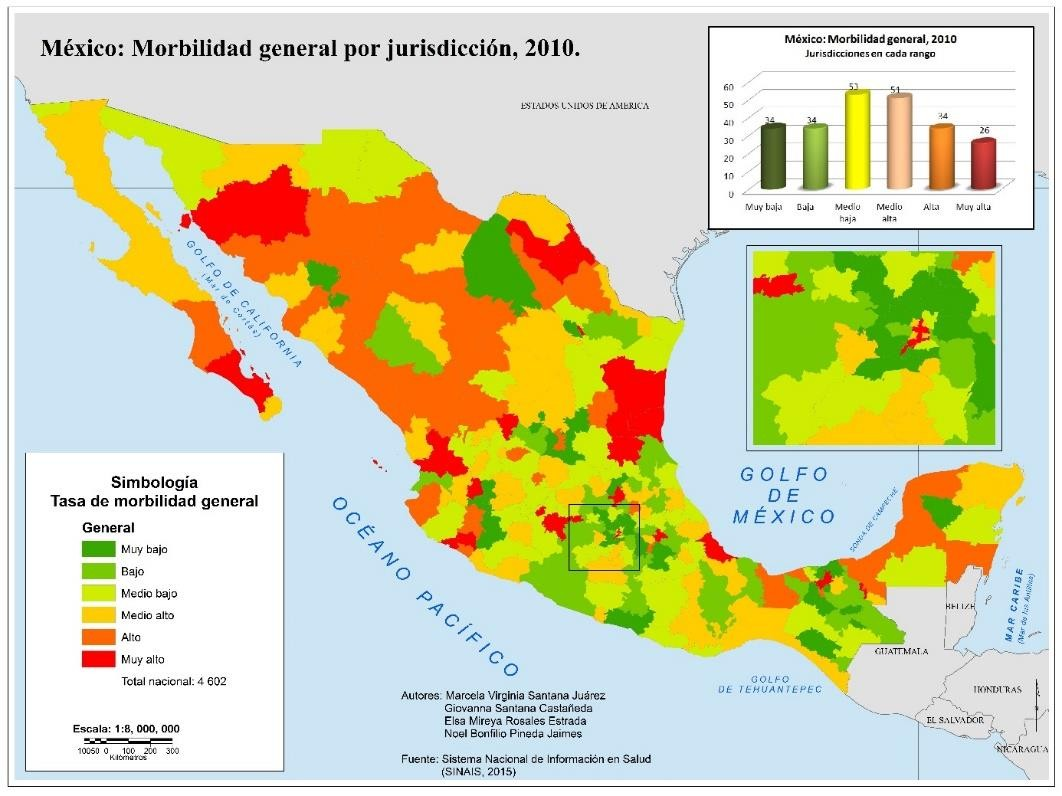 México: Morbilidad general por jurisdicción, 2010.
ESTADOS UNIDOS DE AMERICA
México: Morbilidad general, 2010
Jurisdicciones en cada rango
60
50
40
30
20
10
0
34
34
53
51
34
26
Muy baja
Baja
Medio baja
Medio alta
Alta
Muy alta
GOLFO DE CALIFORNIA
(Mar de Cortés)
GOLFO
DE
MÉXICO
SONDA DE CAMPECHE
OCÉANO PACÍFICO
MAR CARIBE
(Mar de las Antillas)
BELIZE
GUATEMALA
HONDURAS
EL SALVADOR
NICARAGUA
GOLFO
DE TEHUANTEPEC
Simbología
Tasa de morbilidad general
General
Muy bajo
Bajo
Medio bajo
Medio alto
Alto
Muy alto
Total nacional: 4 602
Escala: 1:8, 000, 000
10050 0 100 200 300
Kilómetros
Autores: Marcela Virginia Santana Juárez
Giovanna Santana Castañeda
Elsa Mireya Rosales Estrada
Noel Bonfilio Pineda Jaimes
Fuente: Sistema Nacional de Información en Salud
(SINAIS, 2015)